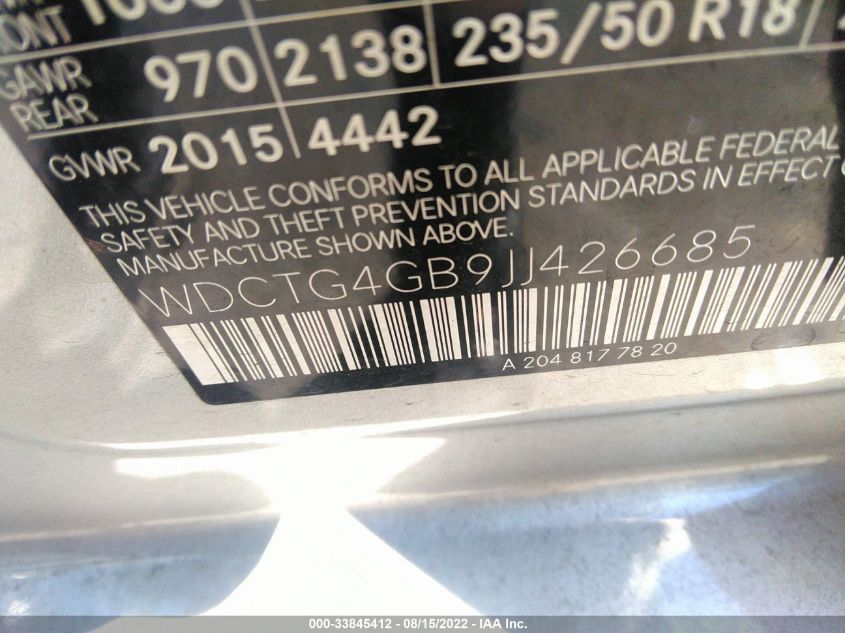 FRONT
GAWR REAR 970 2138 235/50 R18
GVWR 2015 4442
THIS VEHICLE CONFORMS TO ALL APPLICABLE FEDERAL
SAFETY AND THEFT PREVENTION STANDARDS IN EFFECT
MANUFACTURE SHOWN ABOVE.
WDCTG4GB9JJ426685
A 204 817 78 20
000-33845412 - 08/15/2022 - IAA Inc.